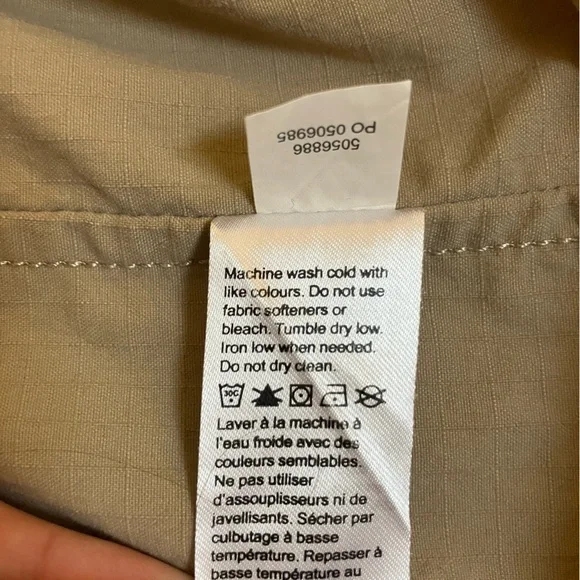 5056886
PO 0506985
Machine wash cold with
like colours. Do not use
fabric softeners or
bleach. Tumble dry low.
Iron low when needed.
Do not dry clean.
30C
Laver à la machine à
l'eau froide avec des
couleurs semblables.
Ne pas utiliser
d'assouplisseurs ni de
javellisants. Sécher par
culbutage à basse
température. Repasser à
basse température au